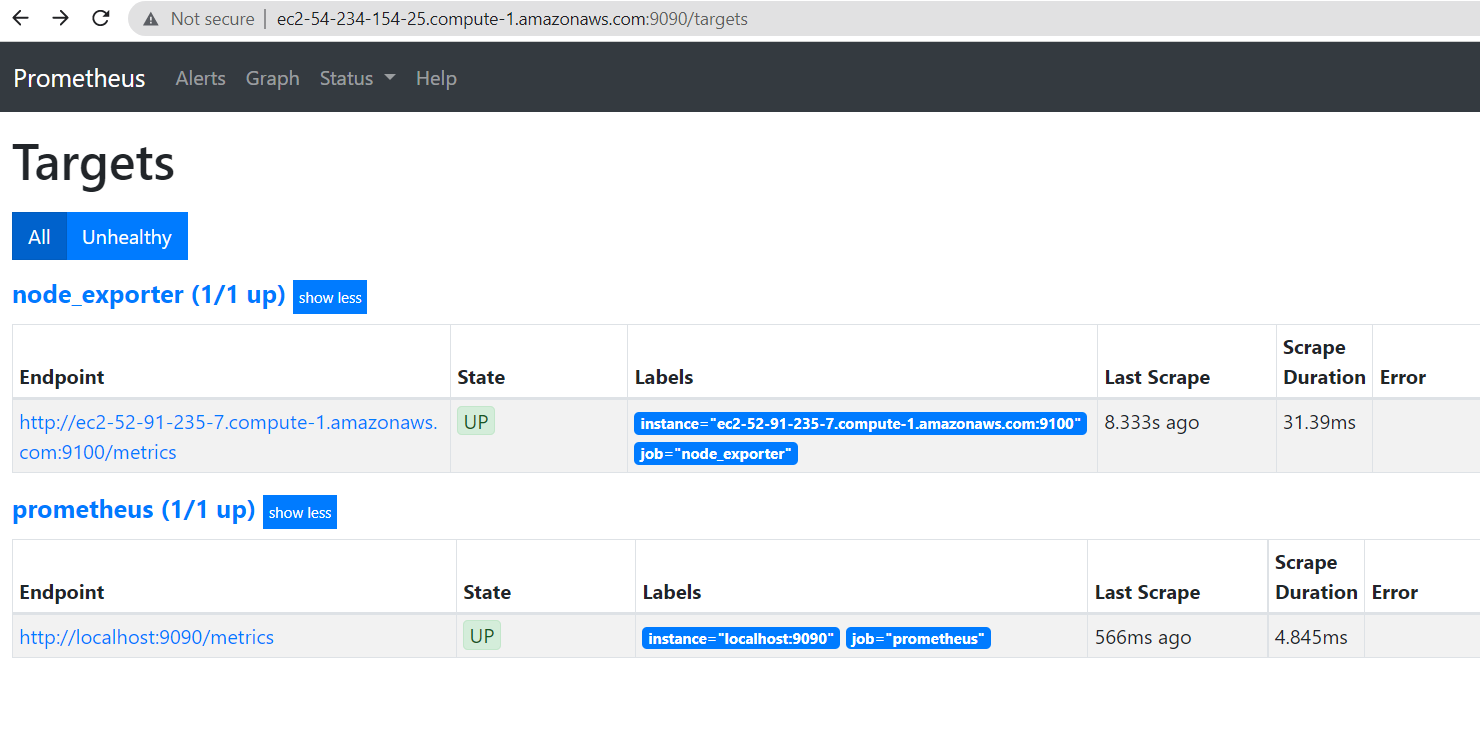 Not secure | ec2-54-234-154-25.compute-1.amazonaws.com:9090/targets
Prometheus Alerts Graph Status Help
Targets
All Unhealthy
node_exporter (1/1 up) show less
Endpoint State Labels Last Scrape Scrape Duration Error
http://ec2-52-91-235-7.compute-1.amazonaws. UP instance="ec2-52-91-235-7.compute-1.amazonaws.com:9100" 8.333s ago 31.39ms
com:9100/metrics job="node_exporter"
prometheus (1/1 up) show less
Endpoint State Labels Last Scrape Scrape Duration Error
http://localhost:9090/metrics UP instance="localhost:9090" job="prometheus" 566ms ago 4.845ms